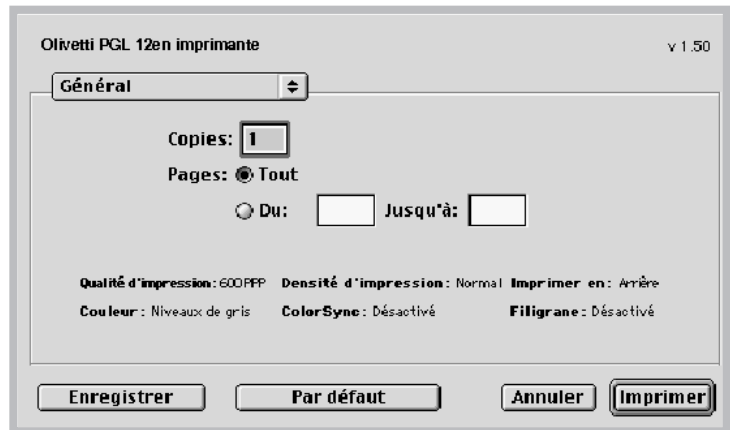 Olivetti PGL 12en imprimante v 1.50
Général
Copies: 1
Pages: Tout
Du: Jusqu'à:
Qualité d'impression: 600PPP Densité d'impression: Normal Imprimer en: Arrière
Couleur: Niveaux de gris ColorSync: Désactivé Filigrane: Désactivé
Enregistrer Par défaut Annuler Imprimer